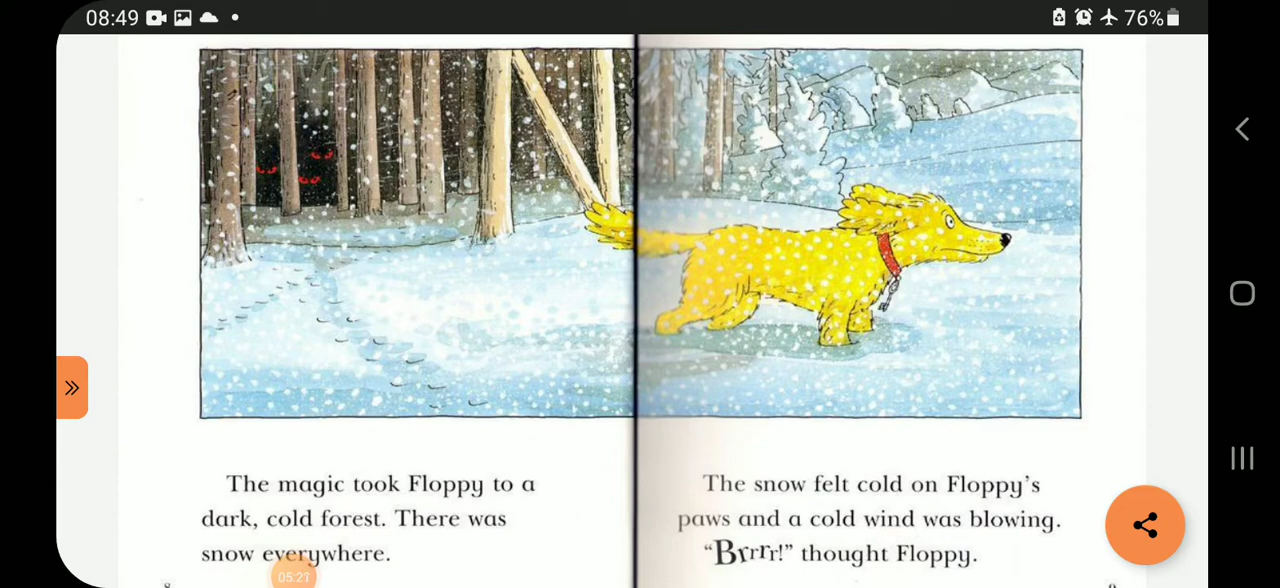 08:49
76%
The magic took Floppy to a
dark, cold forest. There was
snow everywhere.
The snow felt cold on Floppy's
paws and a cold wind was blowing.
“Brrrr!” thought Floppy.
05:27